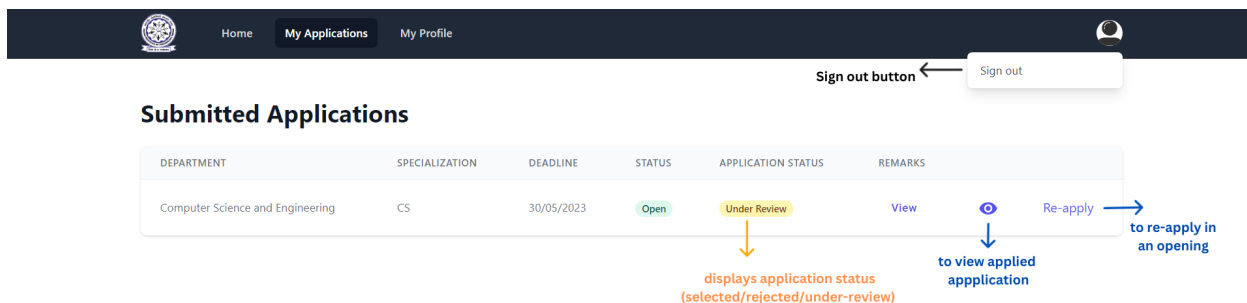 Home My Applications My Profile
Sign out button Sign out
Submitted Applications
DEPARTMENT SPECIALIZATION DEADLINE STATUS APPLICATION STATUS REMARKS
Computer Science and Engineering CS 30/05/2023 Open Under Review View Re-apply
to re-apply in
an opening
to view applied
appplication
displays application status
(selected/rejected/under-review)